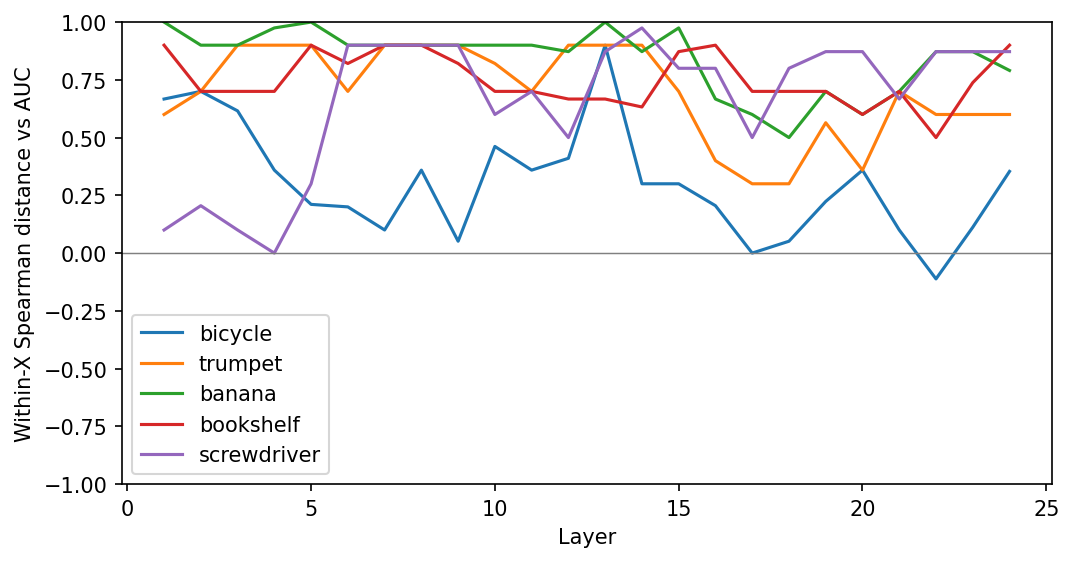 Within-X Spearman distance vs AUC
1.00
0.75
0.50
0.25
0.00
−0.25
−0.50
−0.75
−1.00
bicycle
trumpet
banana
bookshelf
screwdriver
0 5 10 15 20 25
Layer